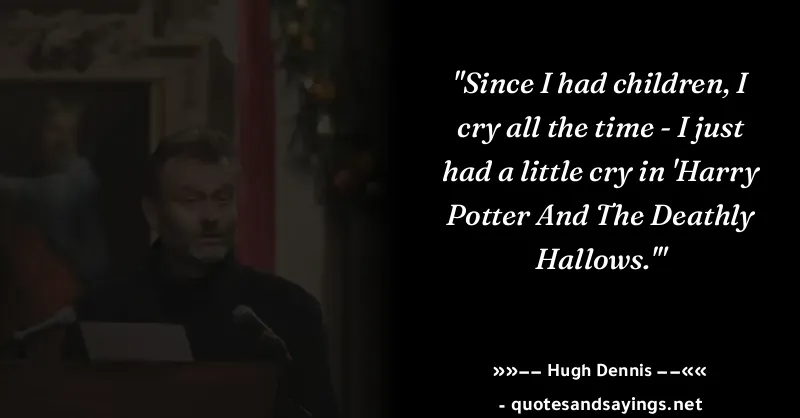 "Since I had children, I
cry all the time - I just
had a little cry in 'Harry
Potter And The Deathly
Hallows.'"
»»−− Hugh Dennis −−««
- quotesandsayings.net